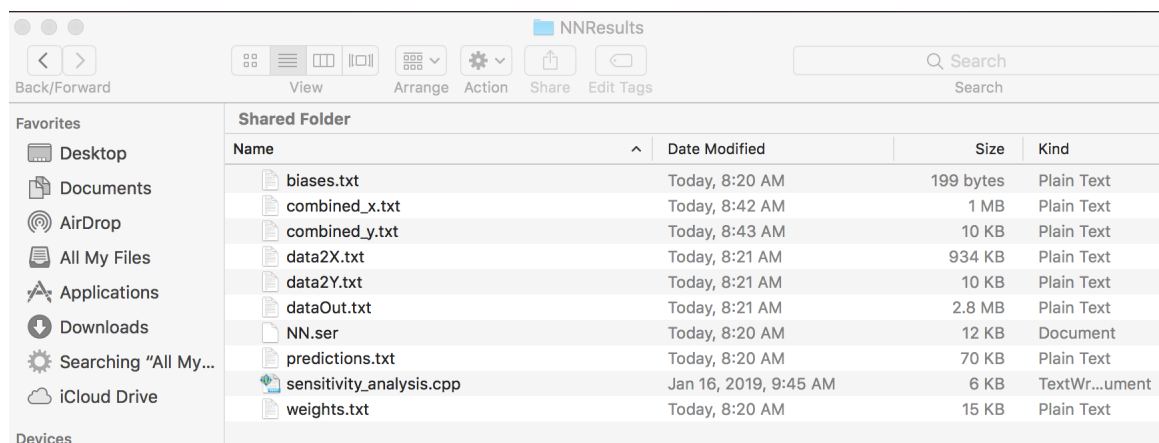 NNResults
Search
Back/Forward View Arrange Action Share Edit Tags Search
Favorites
Desktop
Documents
AirDrop
All My Files
Applications
Downloads
Searching “All My...
iCloud Drive
Devices
Shared Folder
Name Date Modified Size Kind
biases.txt Today, 8:20 AM 199 bytes Plain Text
combined_x.txt Today, 8:42 AM 1 MB Plain Text
combined_y.txt Today, 8:43 AM 10 KB Plain Text
data2X.txt Today, 8:21 AM 934 KB Plain Text
data2Y.txt Today, 8:21 AM 10 KB Plain Text
dataOut.txt Today, 8:21 AM 2.8 MB Plain Text
NN.ser Today, 8:20 AM 12 KB Document
predictions.txt Today, 8:20 AM 70 KB Plain Text
sensitivity_analysis.cpp Jan 16, 2019, 9:45 AM 6 KB TextWr...ument
weights.txt Today, 8:20 AM 15 KB Plain Text